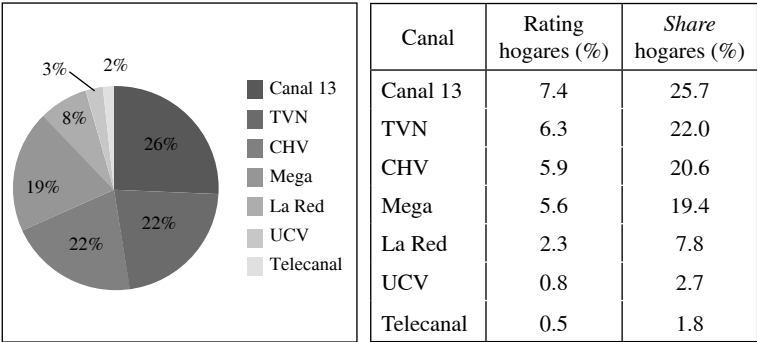 3%
2%
8%
26%
19%
22%
22%
Canal 13
TVN
CHV
Mega
La Red
UCV
Telecanal
Canal Rating hogares (%) Share hogares (%)
Canal 13 7.4 25.7
TVN 6.3 22.0
CHV 5.9 20.6
Mega 5.6 19.4
La Red 2.3 7.8
UCV 0.8 2.7
Telecanal 0.5 1.8